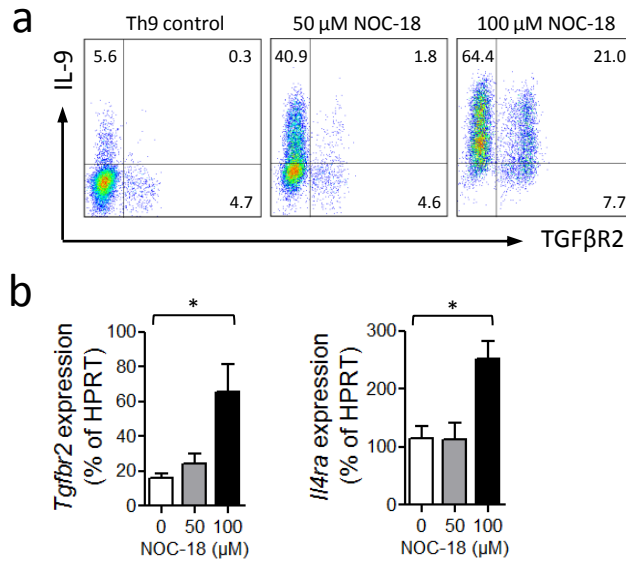 a
Th9 control
50 µM NOC-18
100 µM NOC-18
IL-9
5.6
0.3
4.7
40.9
1.8
4.6
64.4
21.0
7.7
TGFβR2
b
*
Tgfbr2 expression
(% of HPRT)
100
80
60
40
20
0
0 50 100
NOC-18 (µM)
*
Il4ra expression
(% of HPRT)
300
200
100
0
0 50 100
NOC-18 (µM)